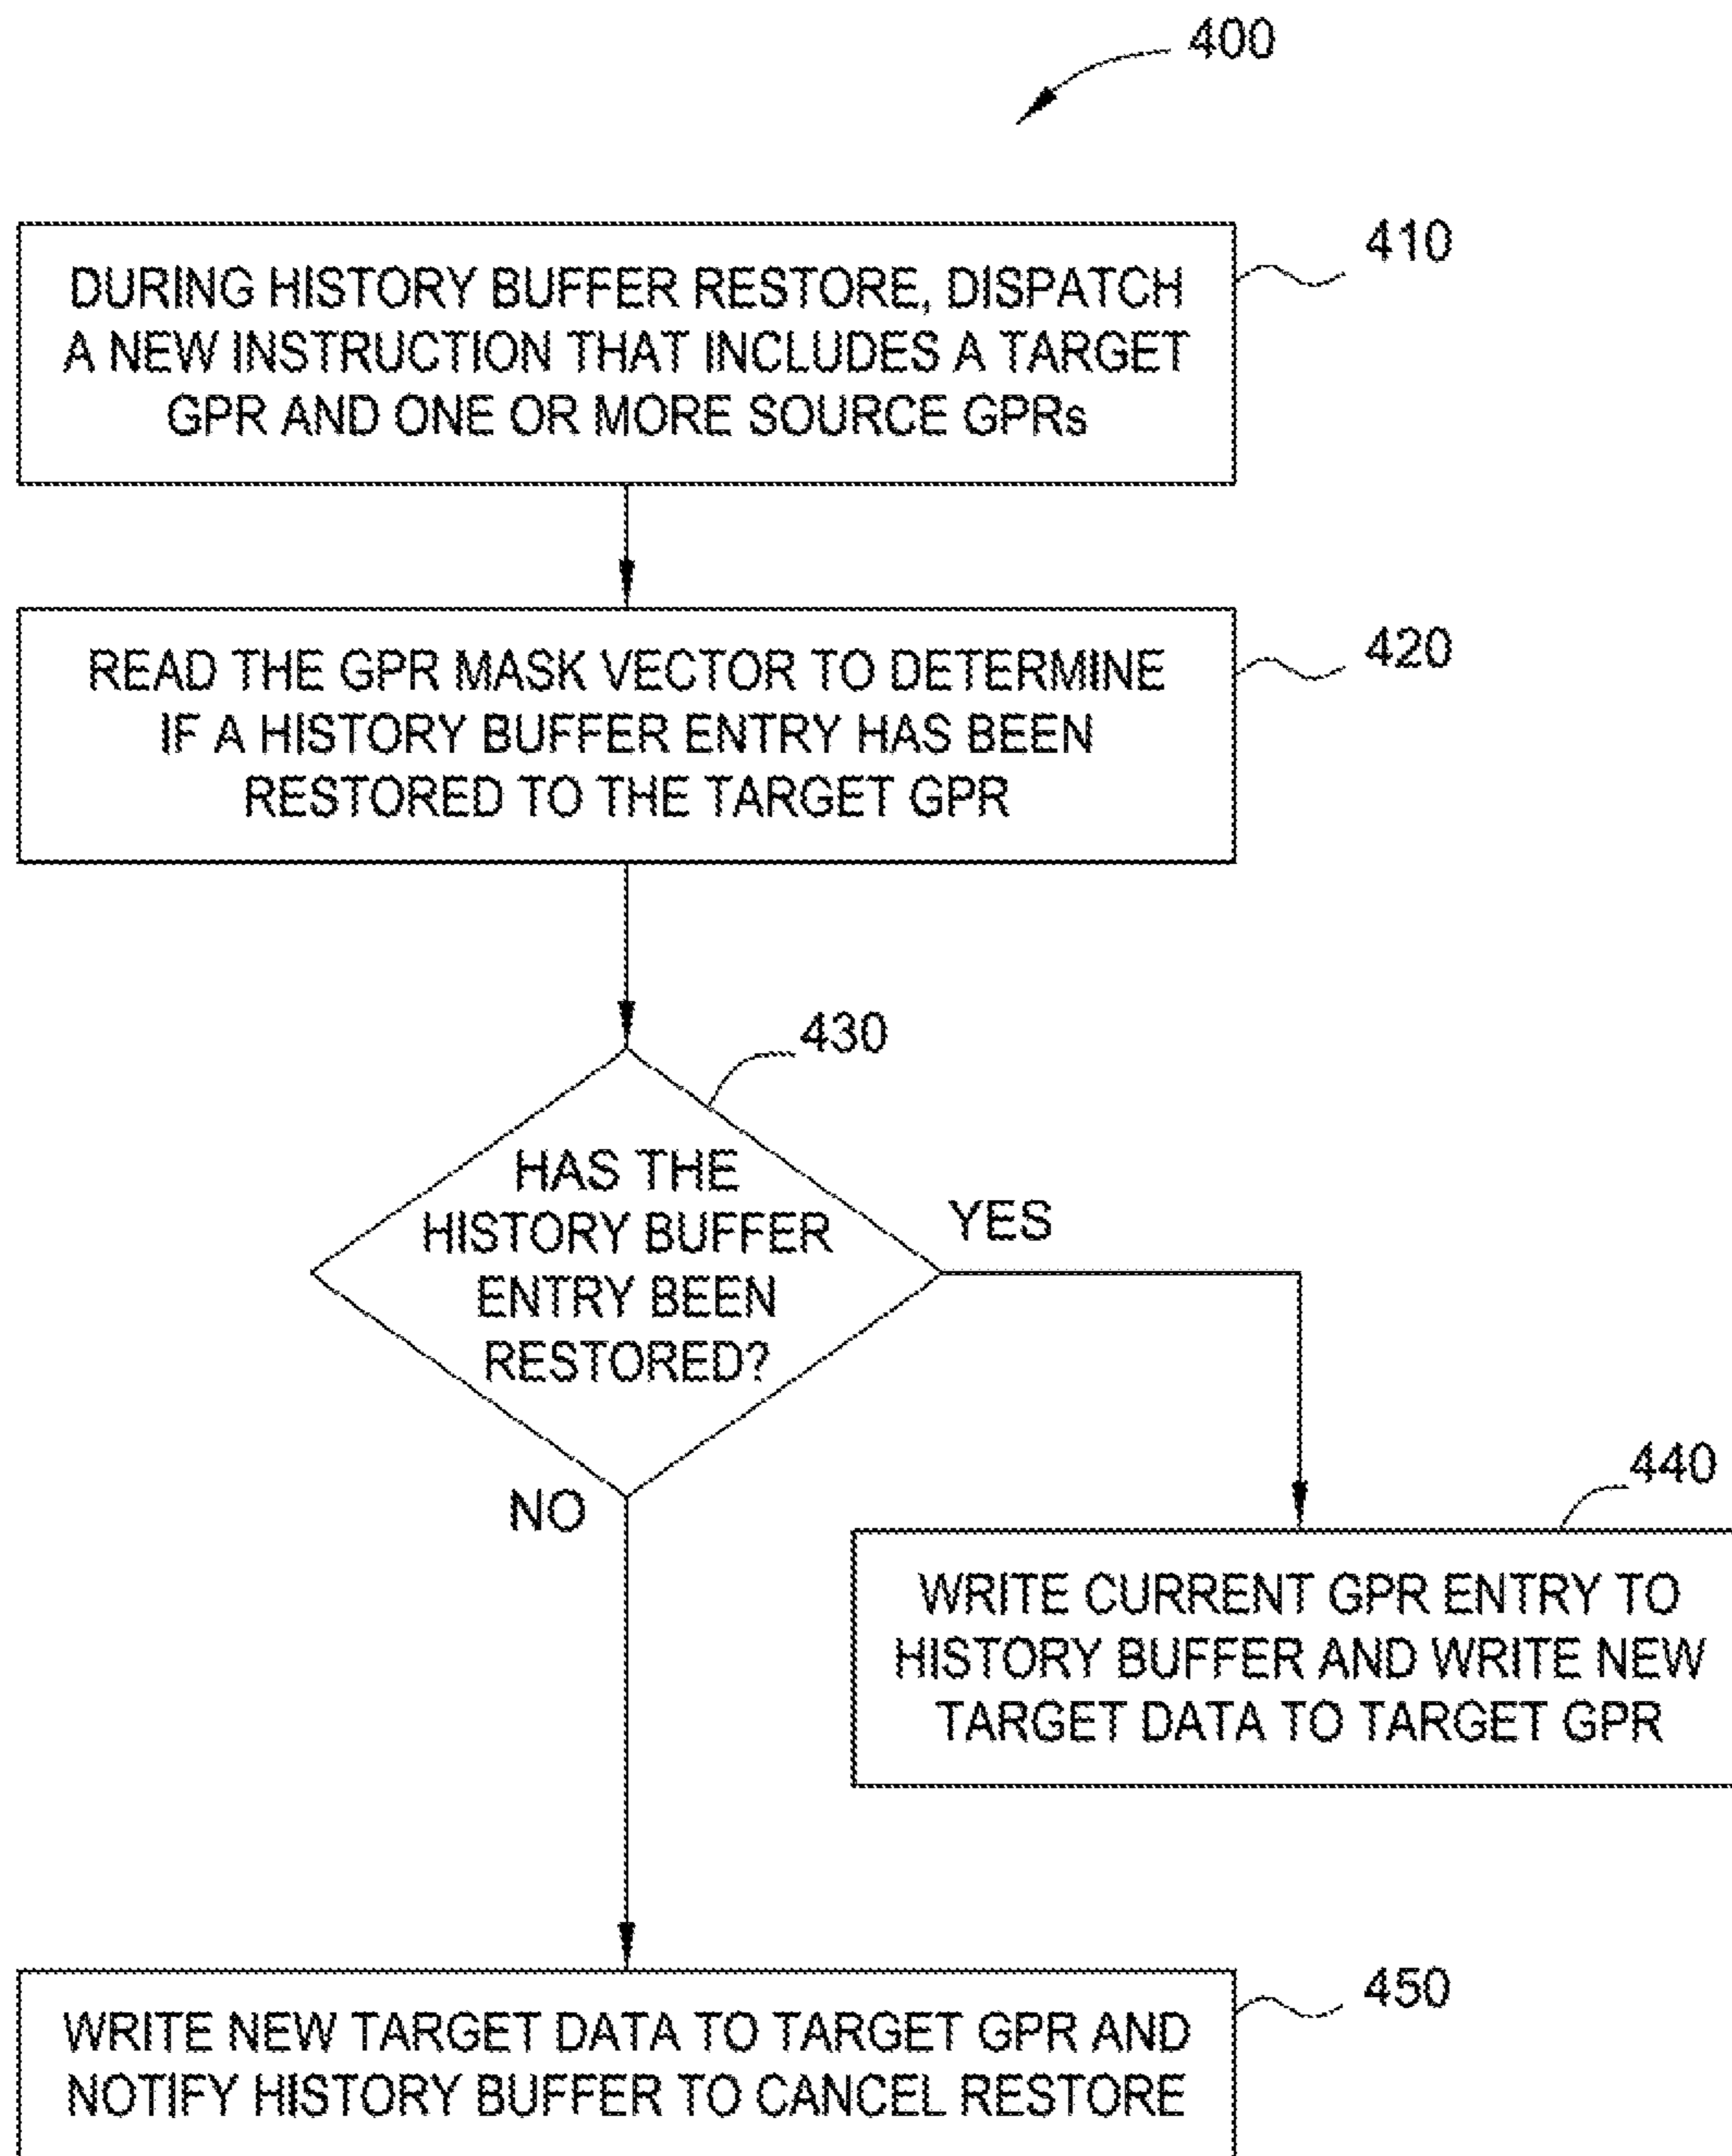 400
410
DURING HISTORY BUFFER RESTORE, DISPATCH
A NEW INSTRUCTION THAT INCLUDES A TARGET
GPR AND ONE OR MORE SOURCE GPRs
420
READ THE GPR MASK VECTOR TO DETERMINE
IF A HISTORY BUFFER ENTRY HAS BEEN
RESTORED TO THE TARGET GPR
430
HAS THE
HISTORY BUFFER
ENTRY BEEN
RESTORED?
YES
NO
440
WRITE CURRENT GPR ENTRY TO
HISTORY BUFFER AND WRITE NEW
TARGET DATA TO TARGET GPR
450
WRITE NEW TARGET DATA TO TARGET GPR AND
NOTIFY HISTORY BUFFER TO CANCEL RESTORE